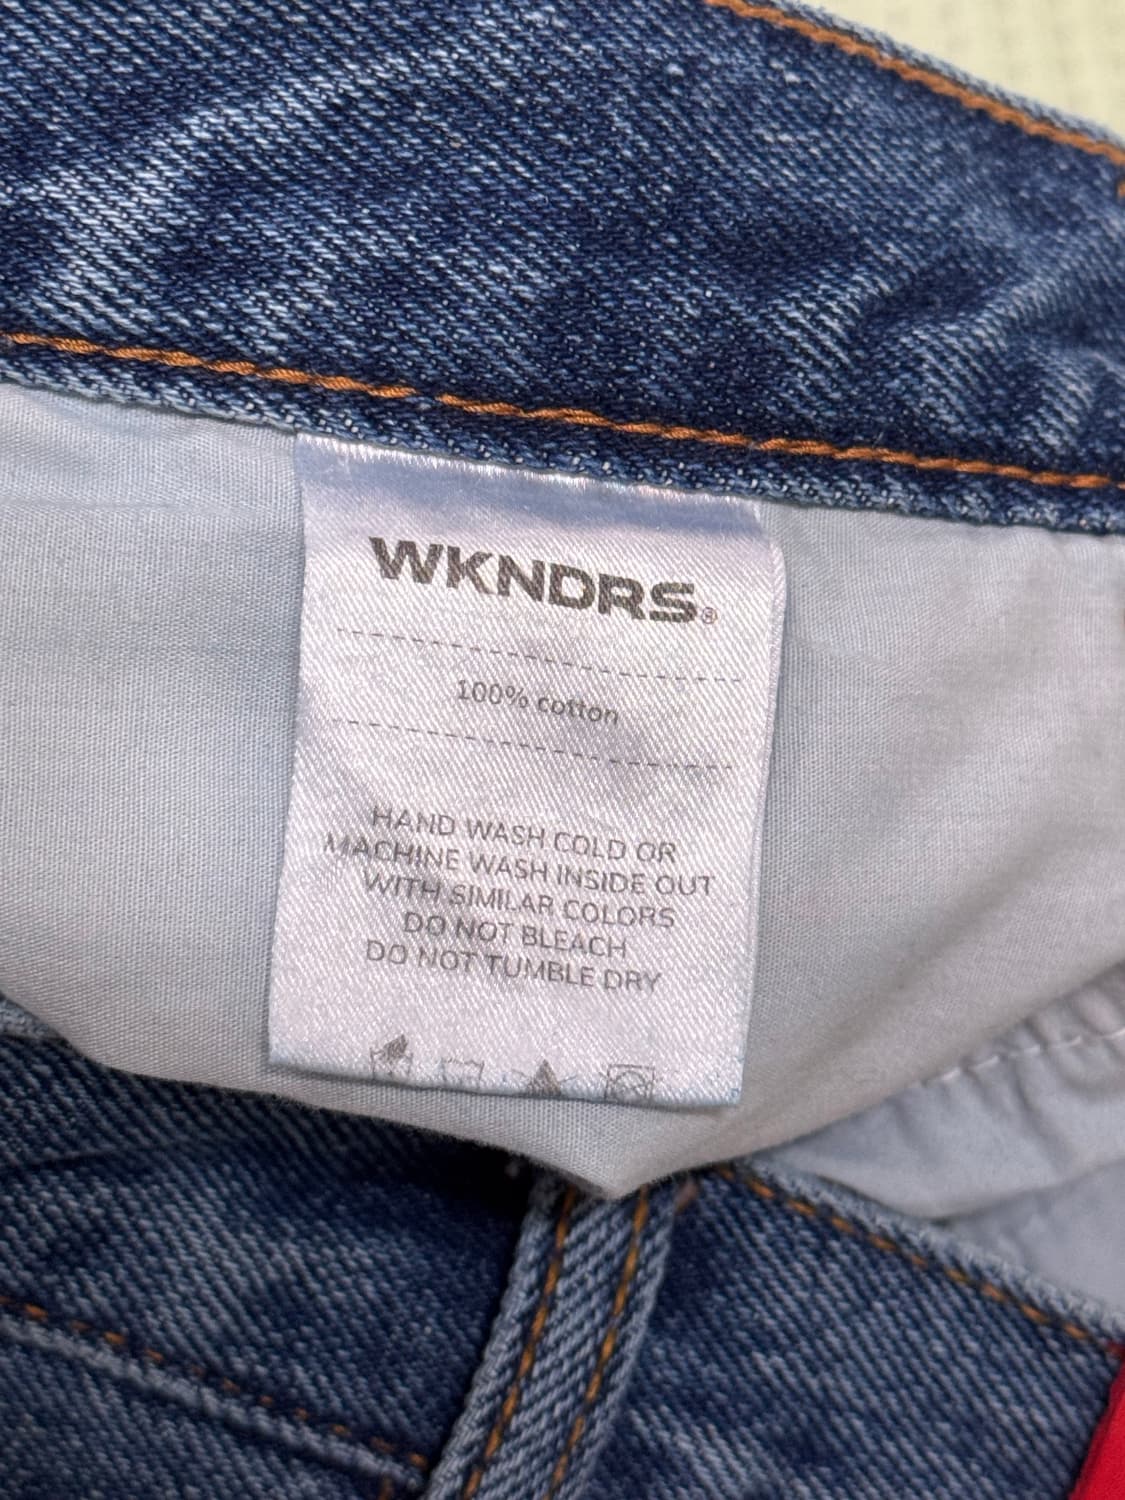 WKNDRS®
100% cotton
HAND WASH COLD OR
MACHINE WASH INSIDE OUT
WITH SIMILAR COLORS
DO NOT BLEACH
DO NOT TUMBLE DRY